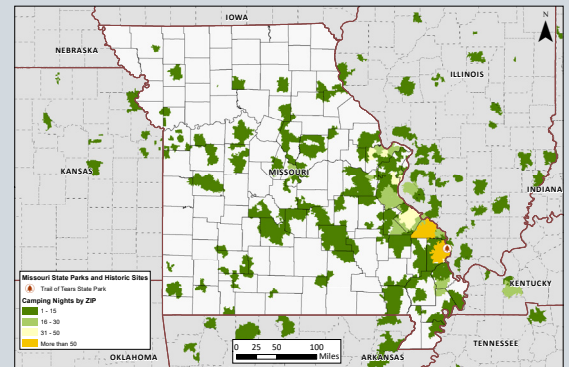 IOWA
N
NEBRASKA
ILLINOIS
KANSAS
MISSOURI
INDIANA
Missouri State Parks and Historic Sites
Trail of Tears State Park
Camping Nights by ZIP
1 - 15
16 - 30
31 - 50
More than 50
KENTUCKY
0 25 50 100
Miles
OKLAHOMA
ARKANSAS
TENNESSEE